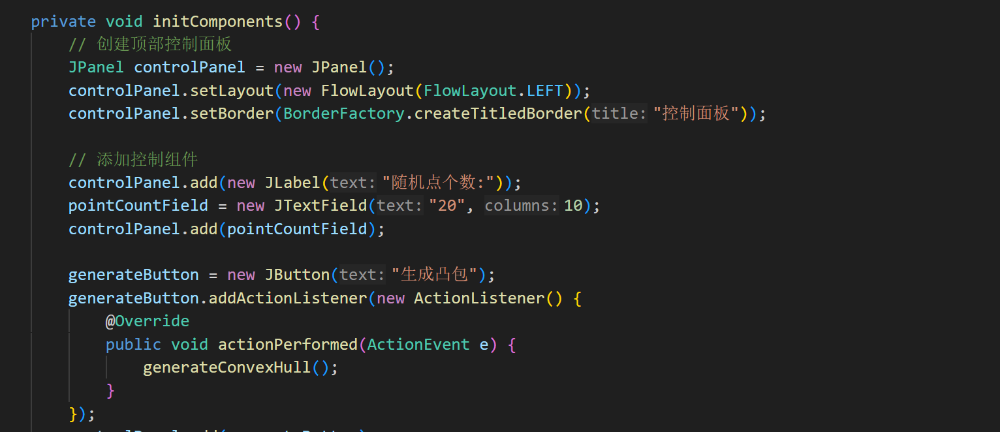 private void initComponents() {
// 创建顶部控制面板
JPanel controlPanel = new JPanel();
controlPanel.setLayout(new FlowLayout(FlowLayout.LEFT));
controlPanel.setBorder(BorderFactory.createTitledBorder(title: "控制面板"));
// 添加控制组件
controlPanel.add(new JLabel(text: "随机点个数:"));
pointCountField = new JTextField(text: "20", columns: 10);
controlPanel.add(pointCountField);
generateButton = new JButton(text: "生成凸包");
generateButton.addActionListener(new ActionListener() {
@Override
public void actionPerformed(ActionEvent e) {
generateConvexHull();
}
});